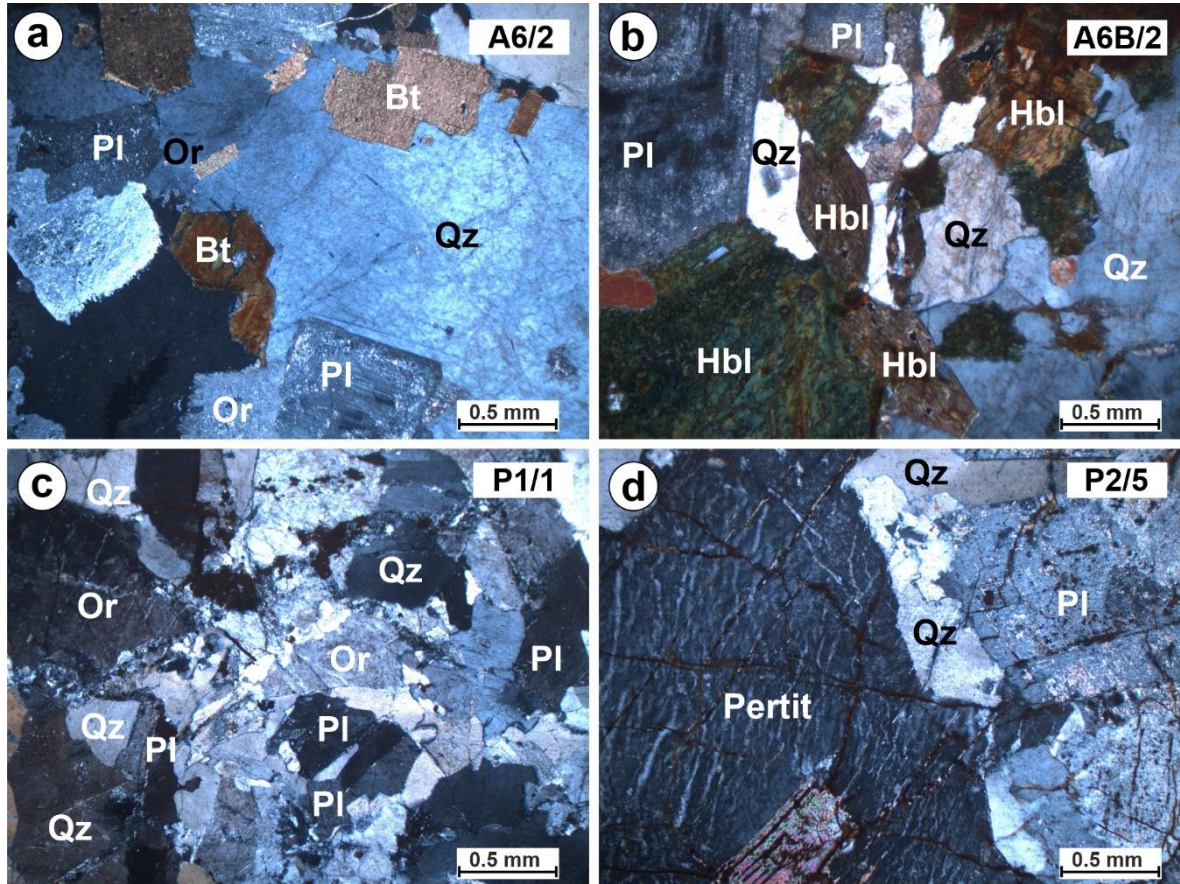 a
A6/2
Bt
Pl
Or
Qz
Bt
Pl
Or
0.5 mm
b
A6B/2
Pl
Hbl
Pl
Qz
Hbl
Qz
Qz
Hbl
Hbl
0.5 mm
c
P1/1
Qz
Qz
Or
Or
Pl
Qz
Pl
Pl
Pl
Qz
0.5 mm
d
P2/5
Qz
Pl
Pl
Qz
Pertit
0.5 mm